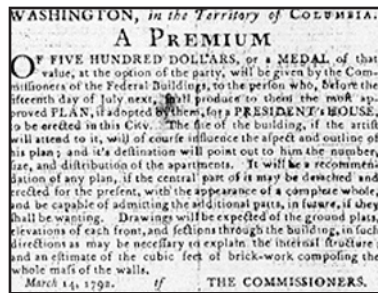 WASHINGTON, in the Territory of COLUMBIA.
A PREMIUM
OF FIVE HUNDRED DOLLARS, or a MEDAL of that
value, at the option of the party, will be given by the Com-
missioners of the Federal Buildings, to the person who, before the
fifteenth day of July next, shall produce to them the most ap-
proved PLAN, if adopted by them, for a PRESIDENT's HOUSE,
to be erected in this City. The site of the building, if the artist
will attend to it, will of course influence the aspect and outline of
his plan; and it's destination will point out to him the number,
size, and distribution of the apartments. It will be a recommen-
dation of any plan, if the central part of it may be detached and
erected for the present, with the appearance of a complete whole,
and be capable of admitting the additional parts, in future, if they
shall be wanting. Drawings will be expected of the ground plats,
elevations of each front, and sections through the building, in such
directions as may be necessary to explain the internal structure;
and an estimate of the cubic feet of brick-work composing the
whole mass of the walls.
March 14, 1792. tf THE COMMISSIONERS.